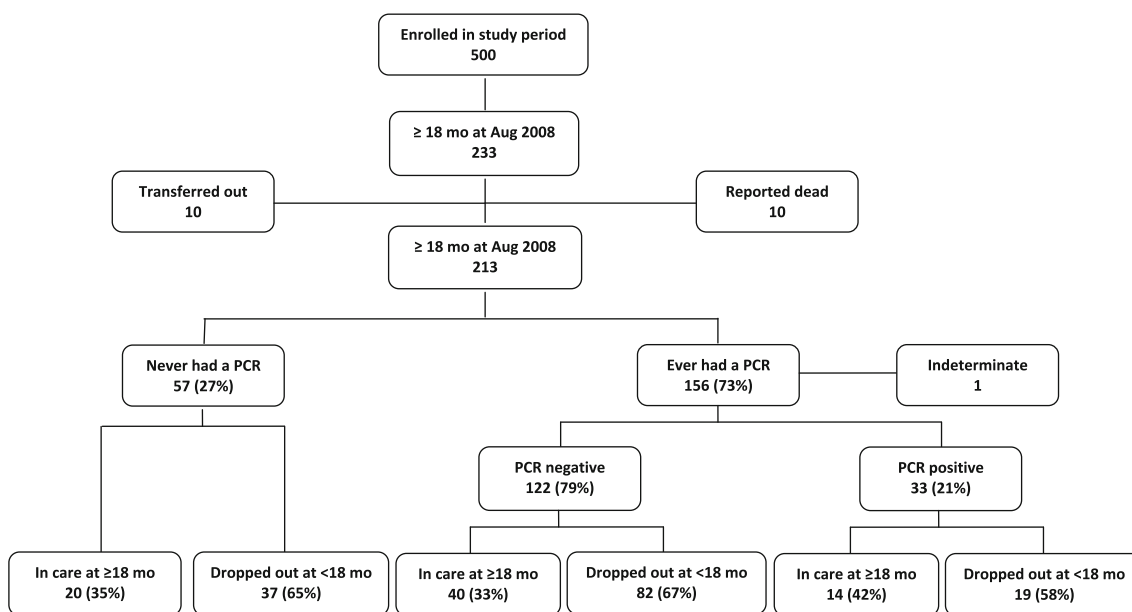 Enrolled in study period
500
≥ 18 mo at Aug 2008
233
Transferred out
10
Reported dead
10
≥ 18 mo at Aug 2008
213
Never had a PCR
57 (27%)
Ever had a PCR
156 (73%)
Indeterminate
1
PCR negative
122 (79%)
PCR positive
33 (21%)
In care at ≥18 mo
20 (35%)
Dropped out at <18 mo
37 (65%)
In care at ≥18 mo
40 (33%)
Dropped out at <18 mo
82 (67%)
In care at ≥18 mo
14 (42%)
Dropped out at <18 mo
19 (58%)